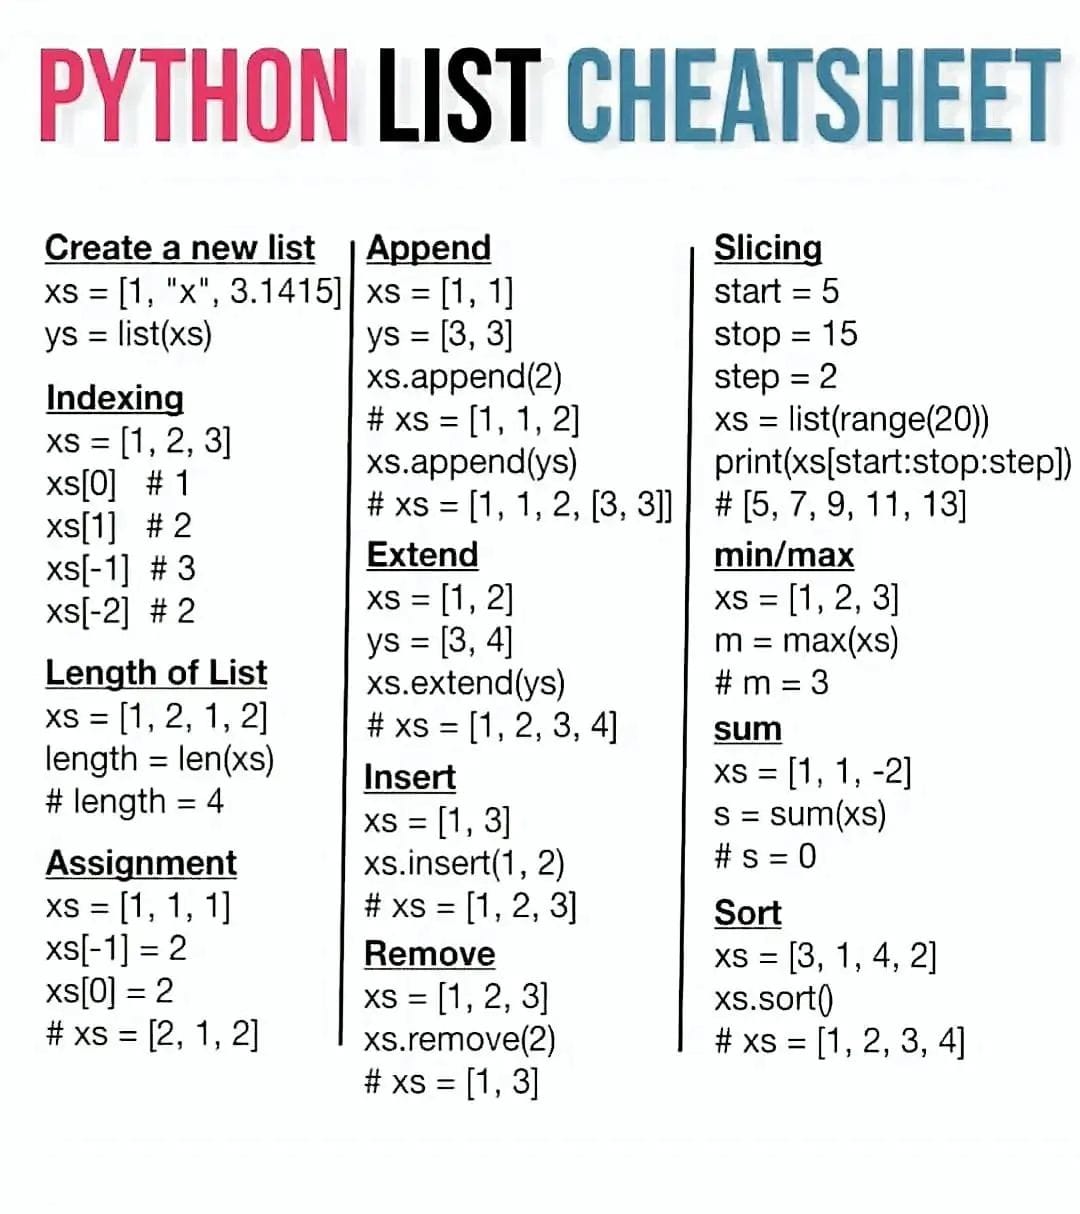 PYTHON LIST CHEATSHEET
Create a new list
xs = [1, "x", 3.1415]
ys = list(xs)
Indexing
xs = [1, 2, 3]
xs[0] # 1
xs[1] # 2
xs[-1] # 3
xs[-2] # 2
Length of List
xs = [1, 2, 1, 2]
length = len(xs)
# length = 4
Assignment
xs = [1, 1, 1]
xs[-1] = 2
xs[0] = 2
# xs = [2, 1, 2]
Append
xs = [1, 1]
ys = [3, 3]
xs.append(2)
# xs = [1, 1, 2]
xs.append(ys)
# xs = [1, 1, 2, [3, 3]]
Extend
xs = [1, 2]
ys = [3, 4]
xs.extend(ys)
# xs = [1, 2, 3, 4]
Insert
xs = [1, 3]
xs.insert(1, 2)
# xs = [1, 2, 3]
Remove
xs = [1, 2, 3]
xs.remove(2)
# xs = [1, 3]
Slicing
start = 5
stop = 15
step = 2
xs = list(range(20))
print(xs[start:stop:step])
# [5, 7, 9, 11, 13]
min/max
xs = [1, 2, 3]
m = max(xs)
# m = 3
sum
xs = [1, 1, -2]
s = sum(xs)
# s = 0
Sort
xs = [3, 1, 4, 2]
xs.sort()
# xs = [1, 2, 3, 4]